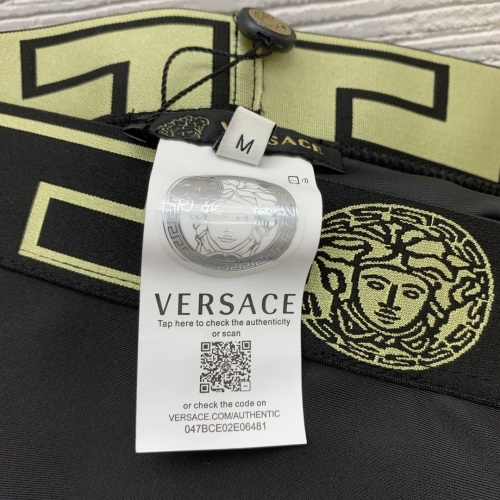 M
VERSACE
VERSACE
Tap here to check the authenticity
or scan
or check the code on
VERSACE.COM/AUTHENTIC
047BCE02E06481